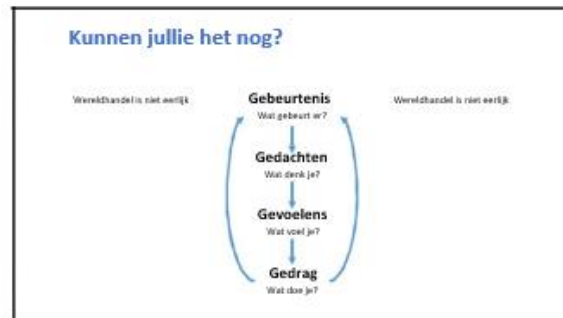 Kunnen jullie het nog?
Wereldhandel is niet eerlijk
Gebeurtenis
Wereldhandel is niet eerlijk
Wat gebeurt er?
Gedachten
Wat denk je?
Gevoelens
Wat voel je?
Gedrag
Wat doe je?